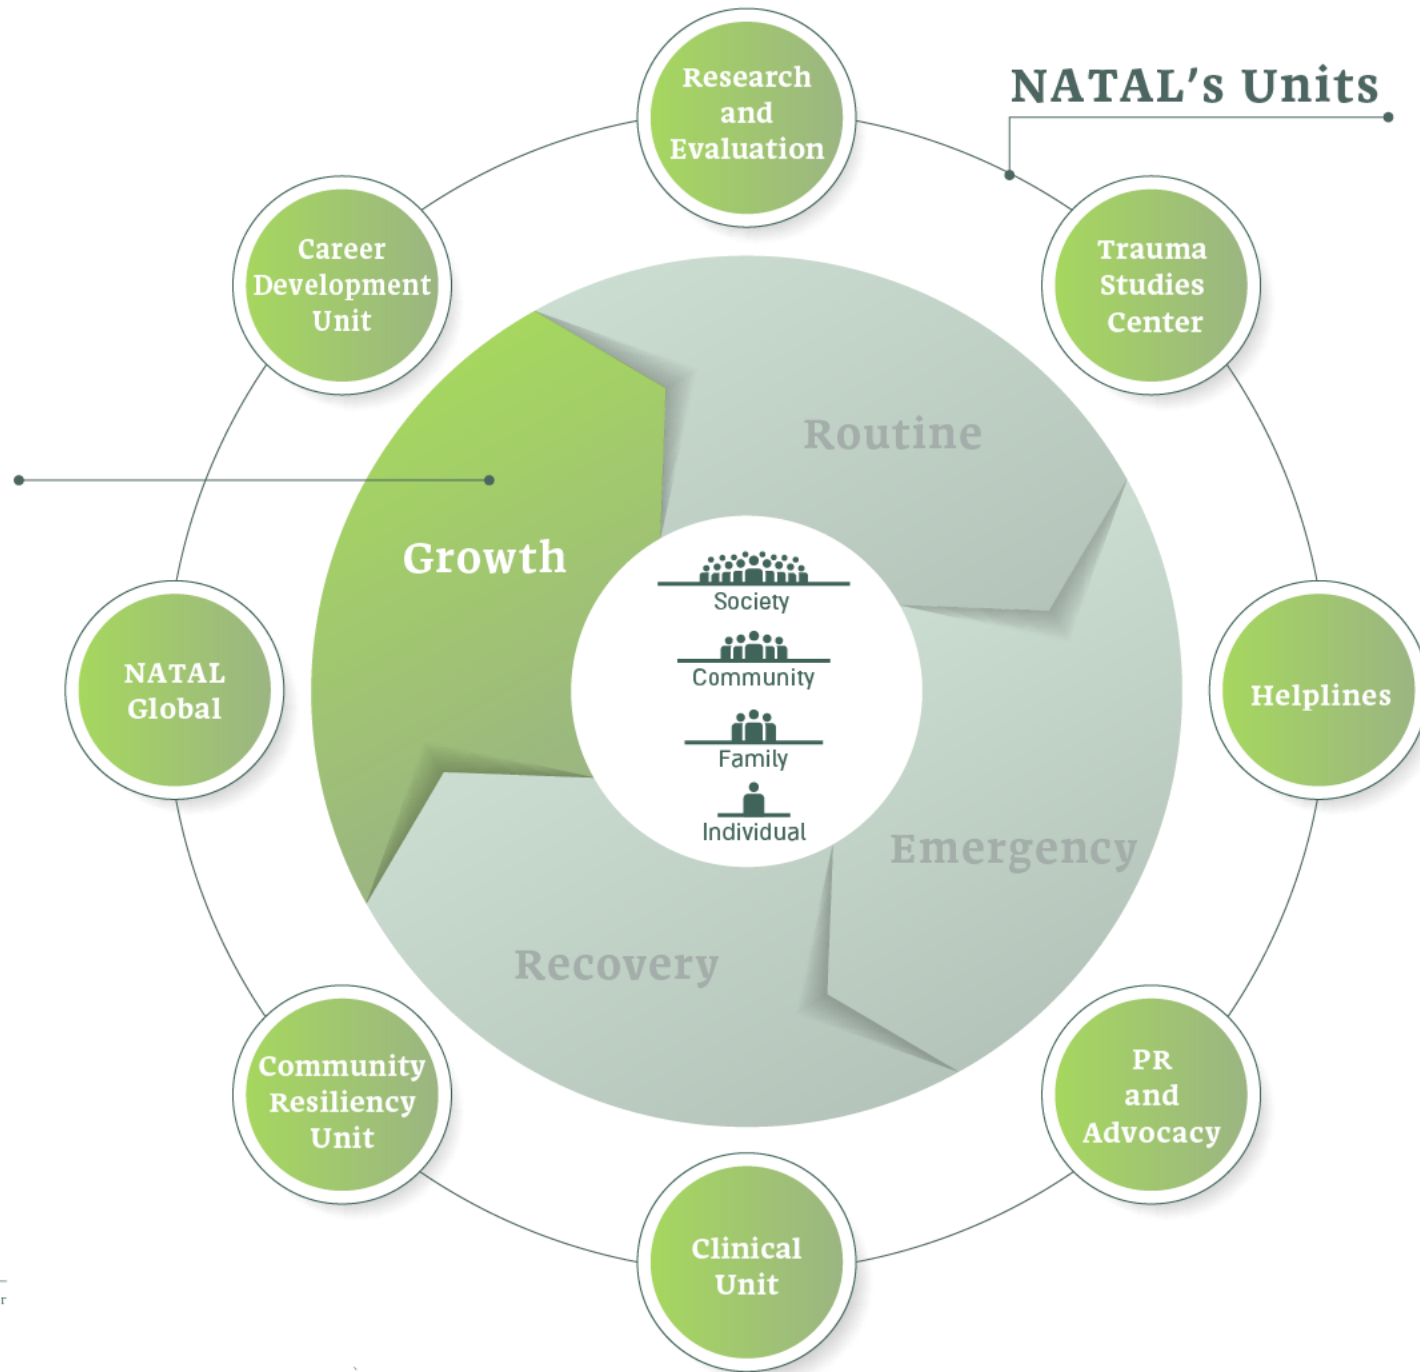 NATAL's Units
Research
and
Evaluation
Trauma
Studies
Center
Helplines
PR
and
Advocacy
Clinical
Unit
Community
Resiliency
Unit
NATAL
Global
Career
Development
Unit
Routine
Emergency
Recovery
Growth
Society
Community
Family
Individual